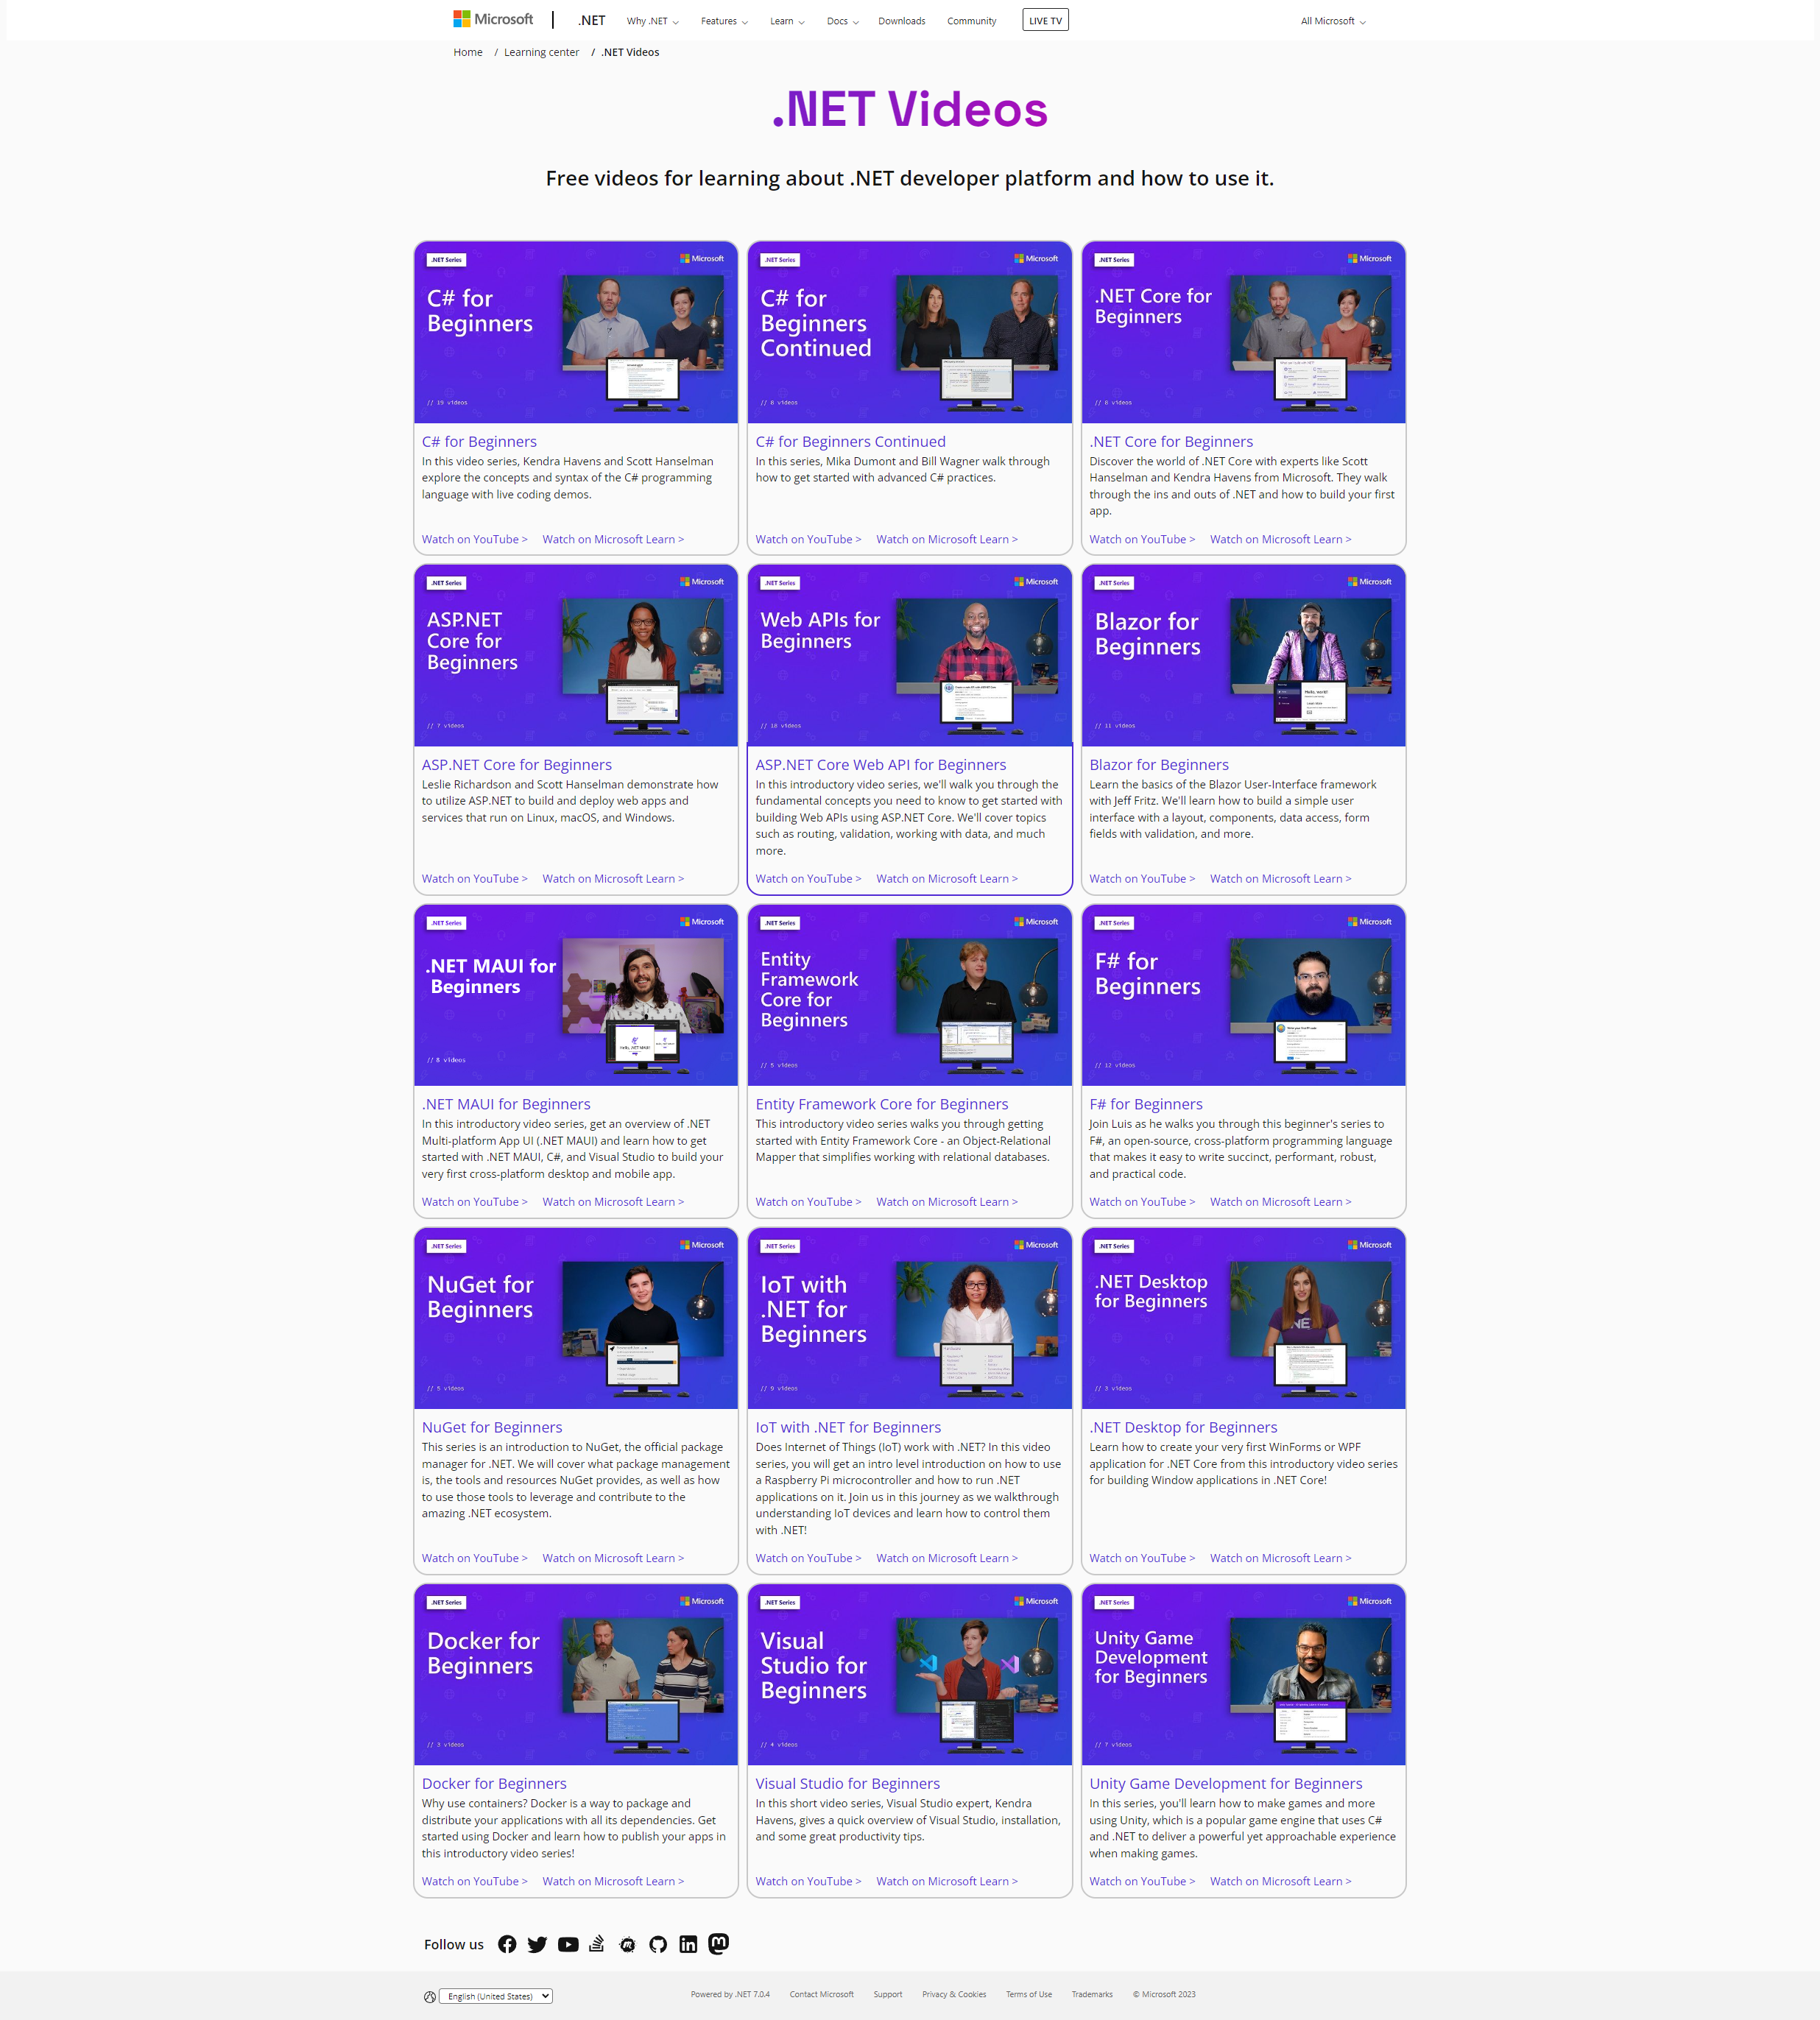 Microsoft
.NET
Why .NET
Features
Learn
Docs
Downloads
Community
LIVE TV
All Microsoft
Home / Learning center / .NET Videos
.NET Videos
Free videos for learning about .NET developer platform and how to use it.
.NET Series
Microsoft
C# for
Beginners
// 19 videos
C# for Beginners
In this video series, Kendra Havens and Scott Hanselman
explore the concepts and syntax of the C# programming
language with live coding demos.
Watch on YouTube > Watch on Microsoft Learn >
.NET Series
Microsoft
C# for
Beginners
Continued
// 8 videos
C# for Beginners Continued
In this series, Mika Dumont and Bill Wagner walk through
how to get started with advanced C# practices.
Watch on YouTube > Watch on Microsoft Learn >
.NET Series
Microsoft
.NET Core for
Beginners
// 8 videos
.NET Core for Beginners
Discover the world of .NET Core with experts like Scott
Hanselman and Kendra Havens from Microsoft. They walk
through the ins and outs of .NET and how to build your first
app.
Watch on YouTube > Watch on Microsoft Learn >
.NET Series
Microsoft
ASP.NET
Core for
Beginners
// 7 videos
ASP.NET Core for Beginners
Leslie Richardson and Scott Hanselman demonstrate how
to utilize ASP.NET to build and deploy web apps and
services that run on Linux, macOS, and Windows.
Watch on YouTube > Watch on Microsoft Learn >
.NET Series
Microsoft
Web APIs for
Beginners
// 18 videos
ASP.NET Core Web API for Beginners
In this introductory video series, we'll walk you through the
fundamental concepts you need to know to get started with
building Web APIs using ASP.NET Core. We'll cover topics
such as routing, validation, working with data, and much
more.
Watch on YouTube > Watch on Microsoft Learn >
.NET Series
Microsoft
Blazor for
Beginners
// 11 videos
Hello, world!
Blazor for Beginners
Learn the basics of the Blazor User-Interface framework
with Jeff Fritz. We'll learn how to build a simple user
interface with a layout, components, data access, form
fields with validation, and more.
Watch on YouTube > Watch on Microsoft Learn >
.NET Series
Microsoft
.NET MAUI for
Beginners
// 8 videos
.NET MAUI for Beginners
In this introductory video series, get an overview of .NET
Multi-platform App UI (.NET MAUI) and learn how to get
started with .NET MAUI, C#, and Visual Studio to build your
very first cross-platform desktop and mobile app.
Watch on YouTube > Watch on Microsoft Learn >
.NET Series
Microsoft
Entity
Framework
Core for
Beginners
// 5 videos
Entity Framework Core for Beginners
This introductory video series walks you through getting
started with Entity Framework Core - an Object-Relational
Mapper that simplifies working with relational databases.
Watch on YouTube > Watch on Microsoft Learn >
.NET Series
Microsoft
F# for
Beginners
// 12 videos
F# for Beginners
Join Luis as he walks you through this beginner's series to
F#, an open-source, cross-platform programming language
that makes it easy to write succinct, performant, robust,
and practical code.
Watch on YouTube > Watch on Microsoft Learn >
.NET Series
Microsoft
NuGet for
Beginners
// 5 videos
NuGet for Beginners
This series is an introduction to NuGet, the official package
manager for .NET. We will cover what package management
is, the tools and resources NuGet provides, as well as how
to use those tools to leverage and contribute to the
amazing .NET ecosystem.
Watch on YouTube > Watch on Microsoft Learn >
.NET Series
Microsoft
IoT with
.NET for
Beginners
// 9 videos
IoT with .NET for Beginners
Does Internet of Things (IoT) work with .NET? In this video
series, you will get an intro level introduction on how to use
a Raspberry Pi microcontroller and how to run .NET
applications on it. Join us in this journey as we walkthrough
understanding IoT devices and learn how to control them
with .NET!
Watch on YouTube > Watch on Microsoft Learn >
.NET Series
Microsoft
.NET Desktop
for Beginners
// 3 videos
.NET Desktop for Beginners
Learn how to create your very first WinForms or WPF
application for .NET Core from this introductory video series
for building Window applications in .NET Core!
Watch on YouTube > Watch on Microsoft Learn >
.NET Series
Microsoft
Docker for
Beginners
// 3 videos
Docker for Beginners
Why use containers? Docker is a way to package and
distribute your applications with all its dependencies. Get
started using Docker and learn how to publish your apps in
this introductory video series!
Watch on YouTube > Watch on Microsoft Learn >
.NET Series
Microsoft
Visual
Studio for
Beginners
// 4 videos
Visual Studio for Beginners
In this short video series, Visual Studio expert, Kendra
Havens, gives a quick overview of Visual Studio, installation,
and some great productivity tips.
Watch on YouTube > Watch on Microsoft Learn >
.NET Series
Microsoft
Unity Game
Development
for Beginners
// 7 videos
Unity Game Development for Beginners
In this series, you'll learn how to make games and more
using Unity, which is a popular game engine that uses C#
and .NET to deliver a powerful yet approachable experience
when making games.
Watch on YouTube > Watch on Microsoft Learn >
Follow us
English (United States)
Powered by .NET 7.0.4
Contact Microsoft
Support
Privacy & Cookies
Terms of Use
Trademarks
© Microsoft 2023